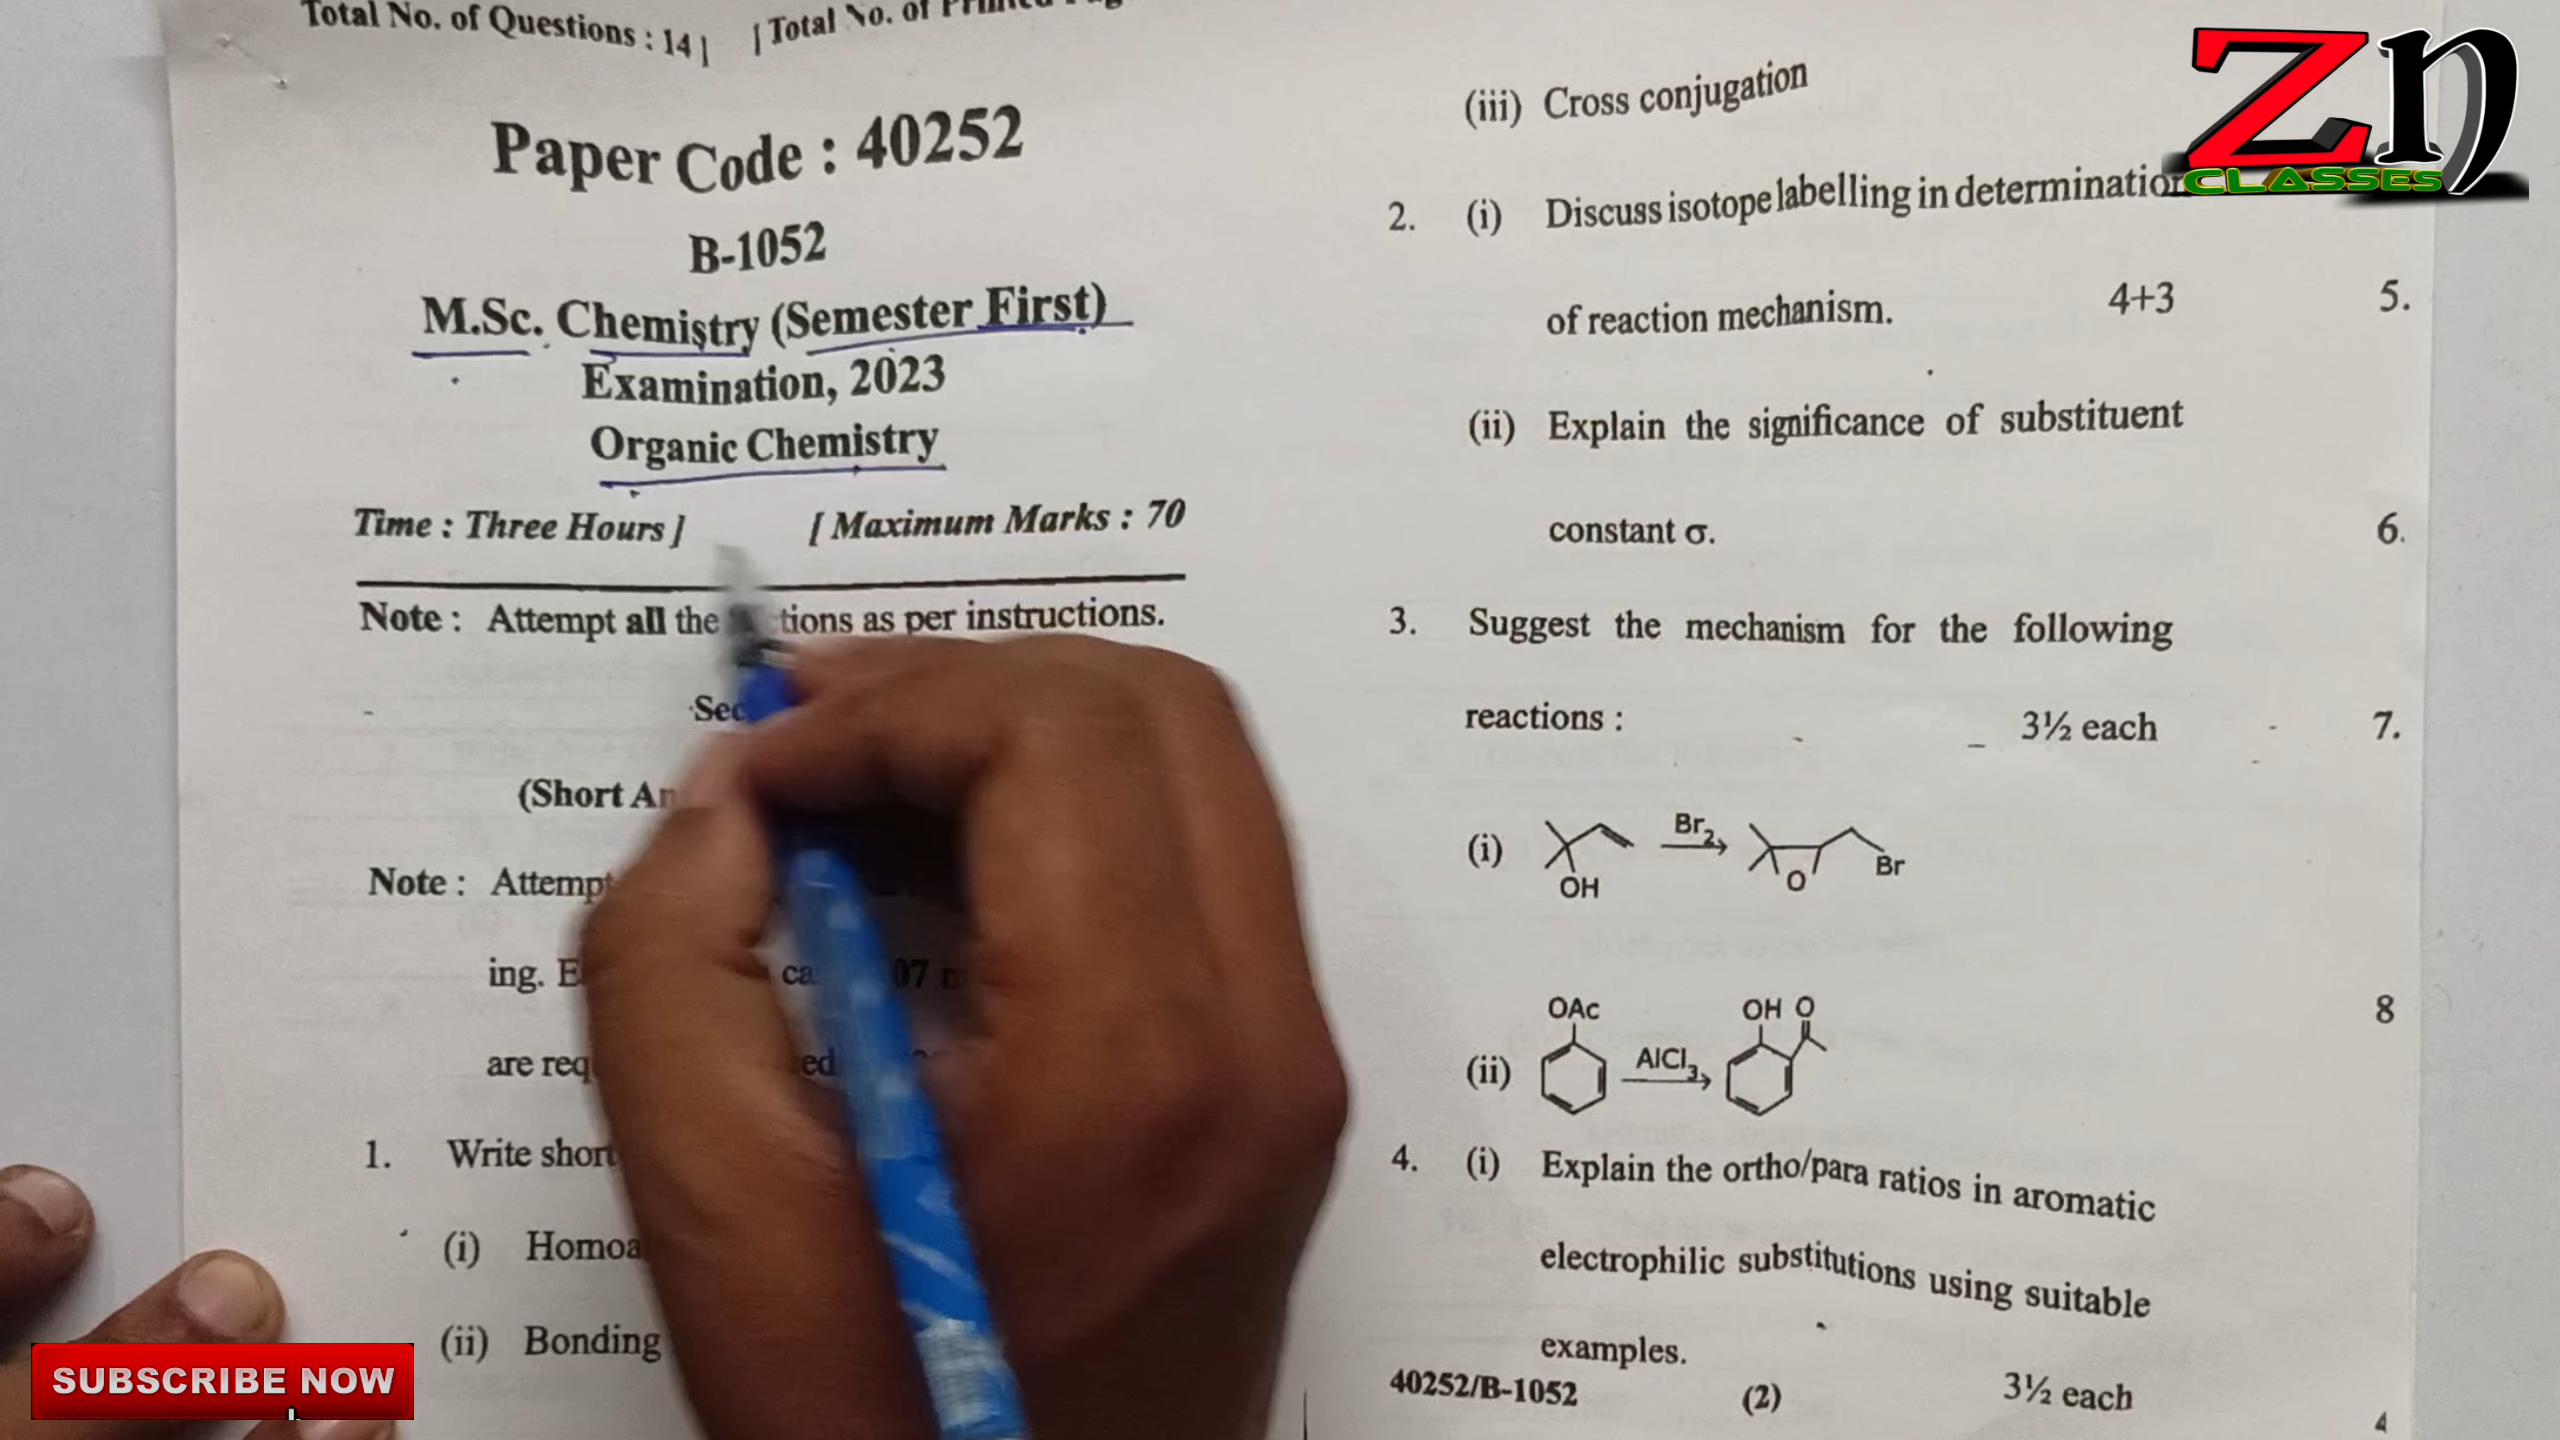 Total No. of Questions : 14]
[Total No. of
Paper Code : 40252
B-1052
M.Sc. Chemistry (Semester First)
Examination, 2023
Organic Chemistry
Time : Three Hours]
[ Maximum Marks : 70
Note : Attempt all the tions as per instructions.
Sec
(Short An
Note : Attempt
ing. E ca 07 m
are req ed
1. Write short
(i) Homoa
(ii) Bonding
(iii) Cross conjugation
2. (i) Discuss isotope labelling in determination
of reaction mechanism. 4+3
(ii) Explain the significance of substituent
constant σ.
3. Suggest the mechanism for the following
reactions : 3½ each
(i) OH Br2 O Br
(ii) OAc AlCl3 OH O
4. (i) Explain the ortho/para ratios in aromatic
electrophilic substitutions using suitable
examples.
3½ each
40252/B-1052 (2)
5.
6.
7.
8
4
Zn
CLASSES
SUBSCRIBE NOW